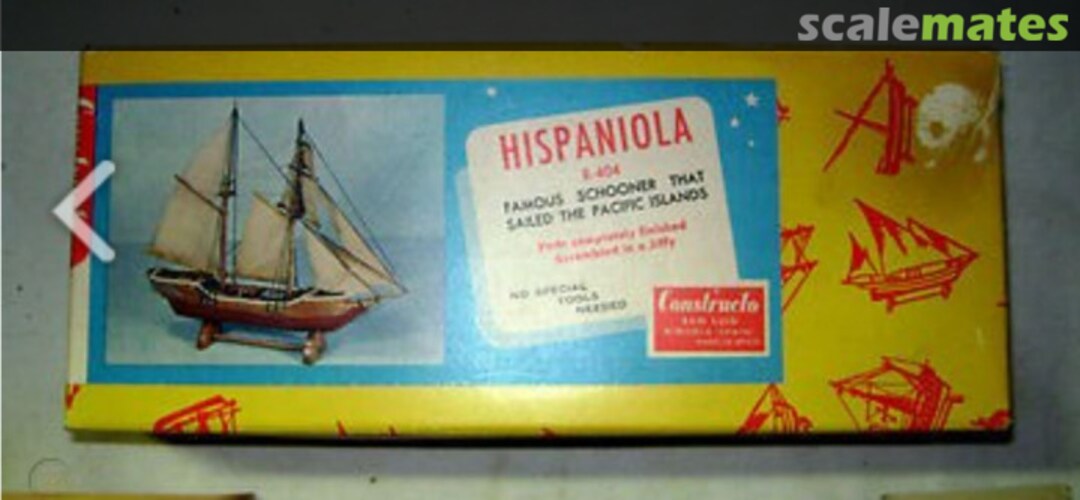 scalemates
HISPANIOLA
E-404
FAMOUS SCHOONER THAT
SAILED THE PACIFIC ISLANDS
Parts completely finished
Assembled in a Jiffy
NO SPECIAL
TOOLS
NEEDED
Constructo